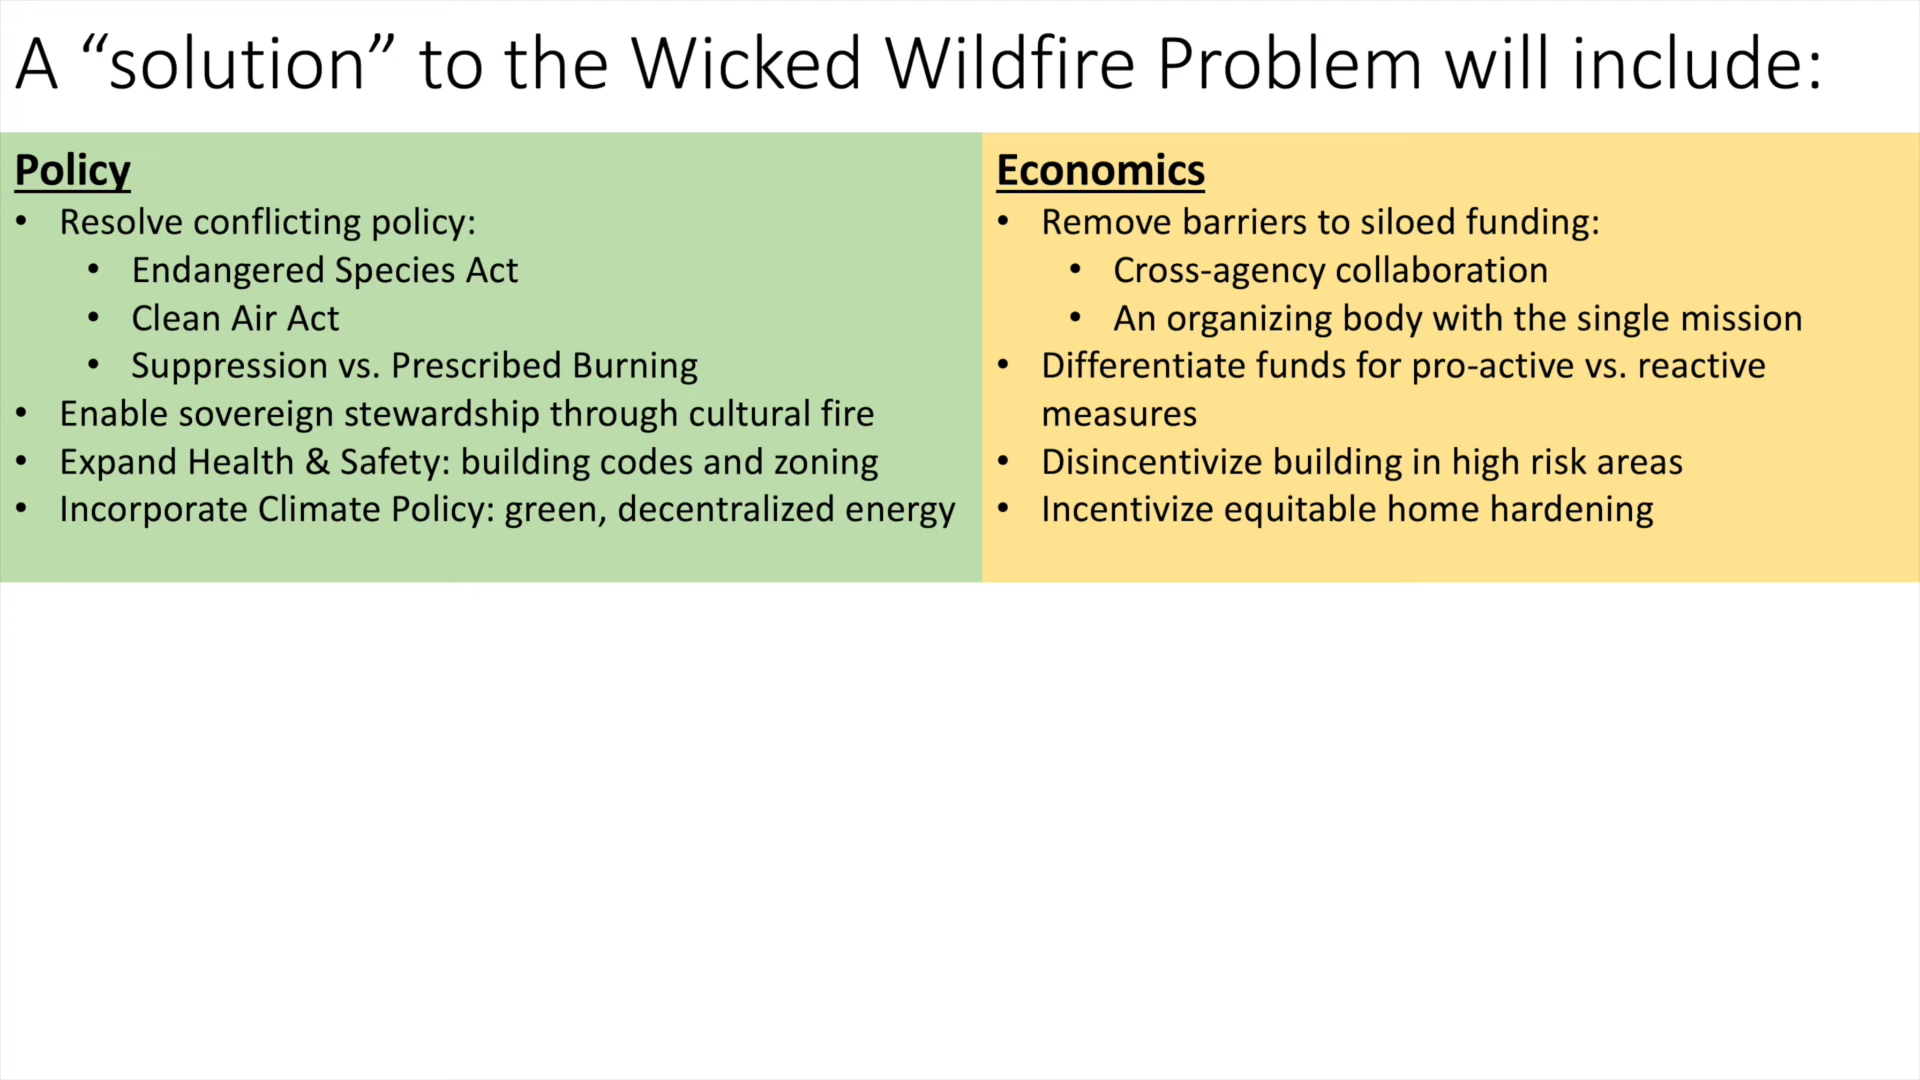 A “solution” to the Wicked Wildfire Problem will include:
Policy
• Resolve conflicting policy:
• Endangered Species Act
• Clean Air Act
• Suppression vs. Prescribed Burning
• Enable sovereign stewardship through cultural fire
• Expand Health & Safety: building codes and zoning
• Incorporate Climate Policy: green, decentralized energy
Economics
• Remove barriers to siloed funding:
• Cross-agency collaboration
• An organizing body with the single mission
• Differentiate funds for pro-active vs. reactive
measures
• Disincentivize building in high risk areas
• Incentivize equitable home hardening